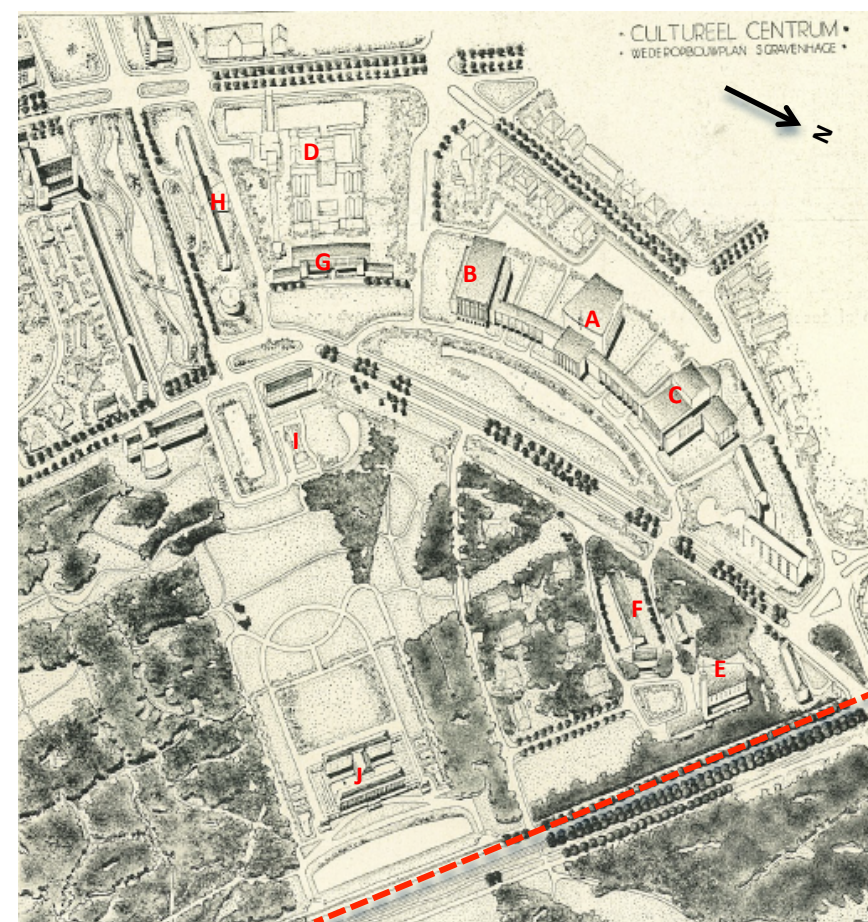 • CULTUREEL CENTRUM •
• WEDEROPBOUWPLAN 'S GRAVENHAGE •
N
D
H
B
G
A
C
I
F
E
J